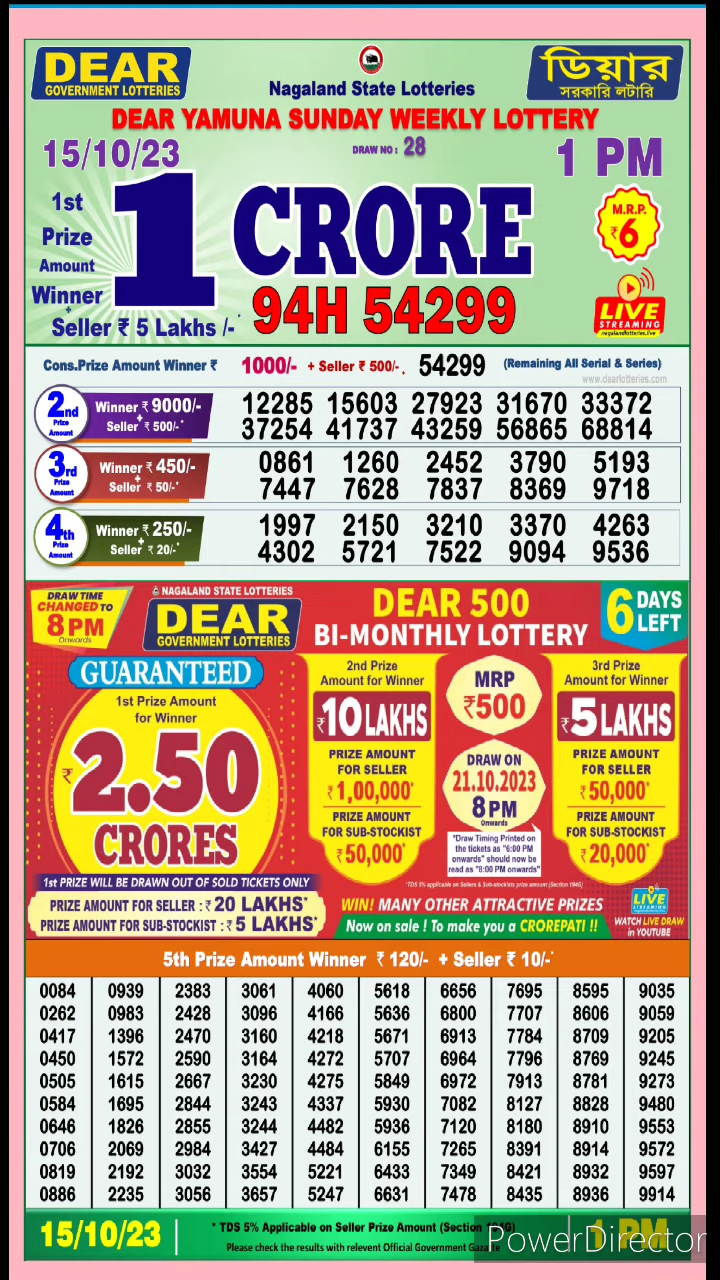 DEAR
GOVERNMENT LOTTERIES
Nagaland State Lotteries
ডিয়ার
সরকারি লটারি
DEAR YAMUNA SUNDAY WEEKLY LOTTERY
15/10/23
DRAW NO : 28
1 PM
1st
Prize
Amount
Winner
+
Seller ₹ 5 Lakhs /-*
1 CRORE
94H 54299
M.R.P.
₹6
LIVE
STREAMING
nagalandlotteries.live
Cons.Prize Amount Winner ₹ 1000/- + Seller ₹ 500/-* 54299 (Remaining All Serial & Series)
www.dearlotteries.com
2nd Prize Amount
Winner ₹ 9000/-
+
Seller ₹ 500/-*
12285 15603 27923 31670 33372
37254 41737 43259 56865 68814
3rd Prize Amount
Winner ₹ 450/-
+
Seller ₹ 50/-*
0861 1260 2452 3790 5193
7447 7628 7837 8369 9718
4th Prize Amount
Winner ₹ 250/-
+
Seller ₹ 20/-*
1997 2150 3210 3370 4263
4302 5721 7522 9094 9536
DRAW TIME
CHANGED TO
8 PM
Onwards
NAGALAND STATE LOTTERIES
DEAR
GOVERNMENT LOTTERIES
DEAR 500
BI-MONTHLY LOTTERY
6 DAYS
LEFT
GUARANTEED
1st Prize Amount
for Winner
₹2.50
CRORES
2nd Prize
Amount for Winner
₹10 LAKHS
PRIZE AMOUNT
FOR SELLER
₹1,00,000*
PRIZE AMOUNT
FOR SUB-STOCKIST
₹50,000*
MRP
₹500
DRAW ON
21.10.2023
8 PM
Onwards
*Draw Timing Printed on
the tickets as "6:00 PM
onwards" should now be
read as "8:00 PM onwards"
3rd Prize
Amount for Winner
₹5 LAKHS
PRIZE AMOUNT
FOR SELLER
₹50,000*
PRIZE AMOUNT
FOR SUB-STOCKIST
₹20,000*
*TDS 5% applicable on Sellers & Sub-stockists prize amount (Section 194G)
1st PRIZE WILL BE DRAWN OUT OF SOLD TICKETS ONLY
PRIZE AMOUNT FOR SELLER : ₹ 20 LAKHS*
PRIZE AMOUNT FOR SUB-STOCKIST : ₹ 5 LAKHS*
WIN! MANY OTHER ATTRACTIVE PRIZES
Now on sale ! To make you a CROREPATI !!
LIVE
STREAMING
WATCH LIVE DRAW
in YOUTUBE
5th Prize Amount Winner ₹ 120/- + Seller ₹ 10/-*
0084 0939 2383 3061 4060 5618 6656 7695 8595 9035
0262 0983 2428 3096 4166 5636 6800 7707 8606 9059
0417 1396 2470 3160 4218 5671 6913 7784 8709 9205
0450 1572 2590 3164 4272 5707 6964 7796 8769 9245
0505 1615 2667 3230 4275 5849 6972 7913 8781 9273
0584 1695 2844 3243 4337 5930 7082 8127 8828 9480
0646 1826 2855 3244 4482 5936 7120 8180 8910 9553
0706 2069 2984 3427 4484 6155 7265 8391 8914 9572
0819 2192 3032 3554 5221 6433 7349 8421 8932 9597
0886 2235 3056 3657 5247 6631 7478 8435 8936 9914
15/10/23
* TDS 5% Applicable on Seller Prize Amount (Section 194G)
Please check the results with relevent Official Government Gazatte
1 PM
PowerDirector